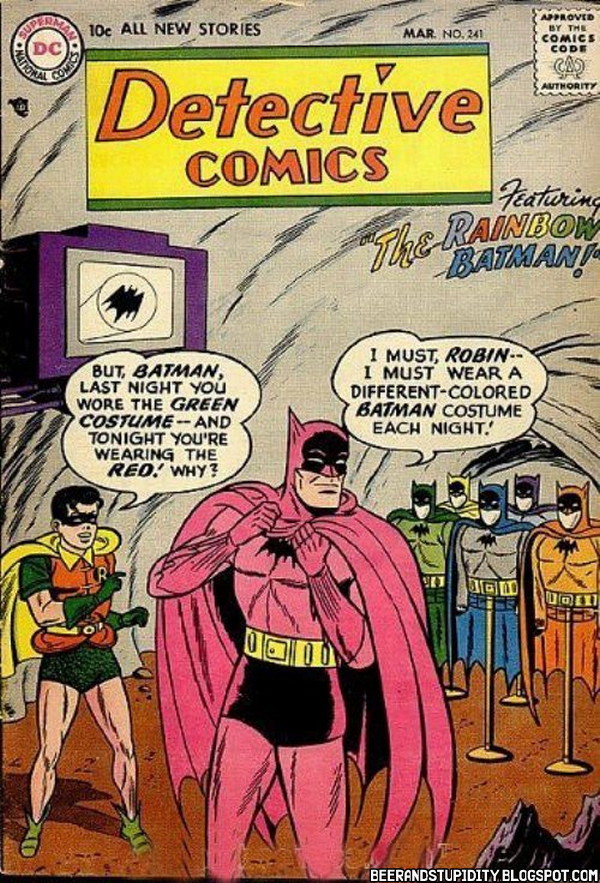 SUPERMAN
DC
NATIONAL COMICS
10c ALL NEW STORIES
MAR. NO. 241
APPROVED
BY THE
COMICS
CODE
CA
AUTHORITY
Detective
COMICS
Featuring
"The RAINBOW
BATMAN!"
BUT, BATMAN,
LAST NIGHT YOU
WORE THE GREEN
COSTUME--AND
TONIGHT YOU'RE
WEARING THE
RED! WHY?
I MUST, ROBIN--
I MUST WEAR A
DIFFERENT-COLORED
BATMAN COSTUME
EACH NIGHT!
R
BEERANDSTUPIDITY.BLOGSPOT.COM